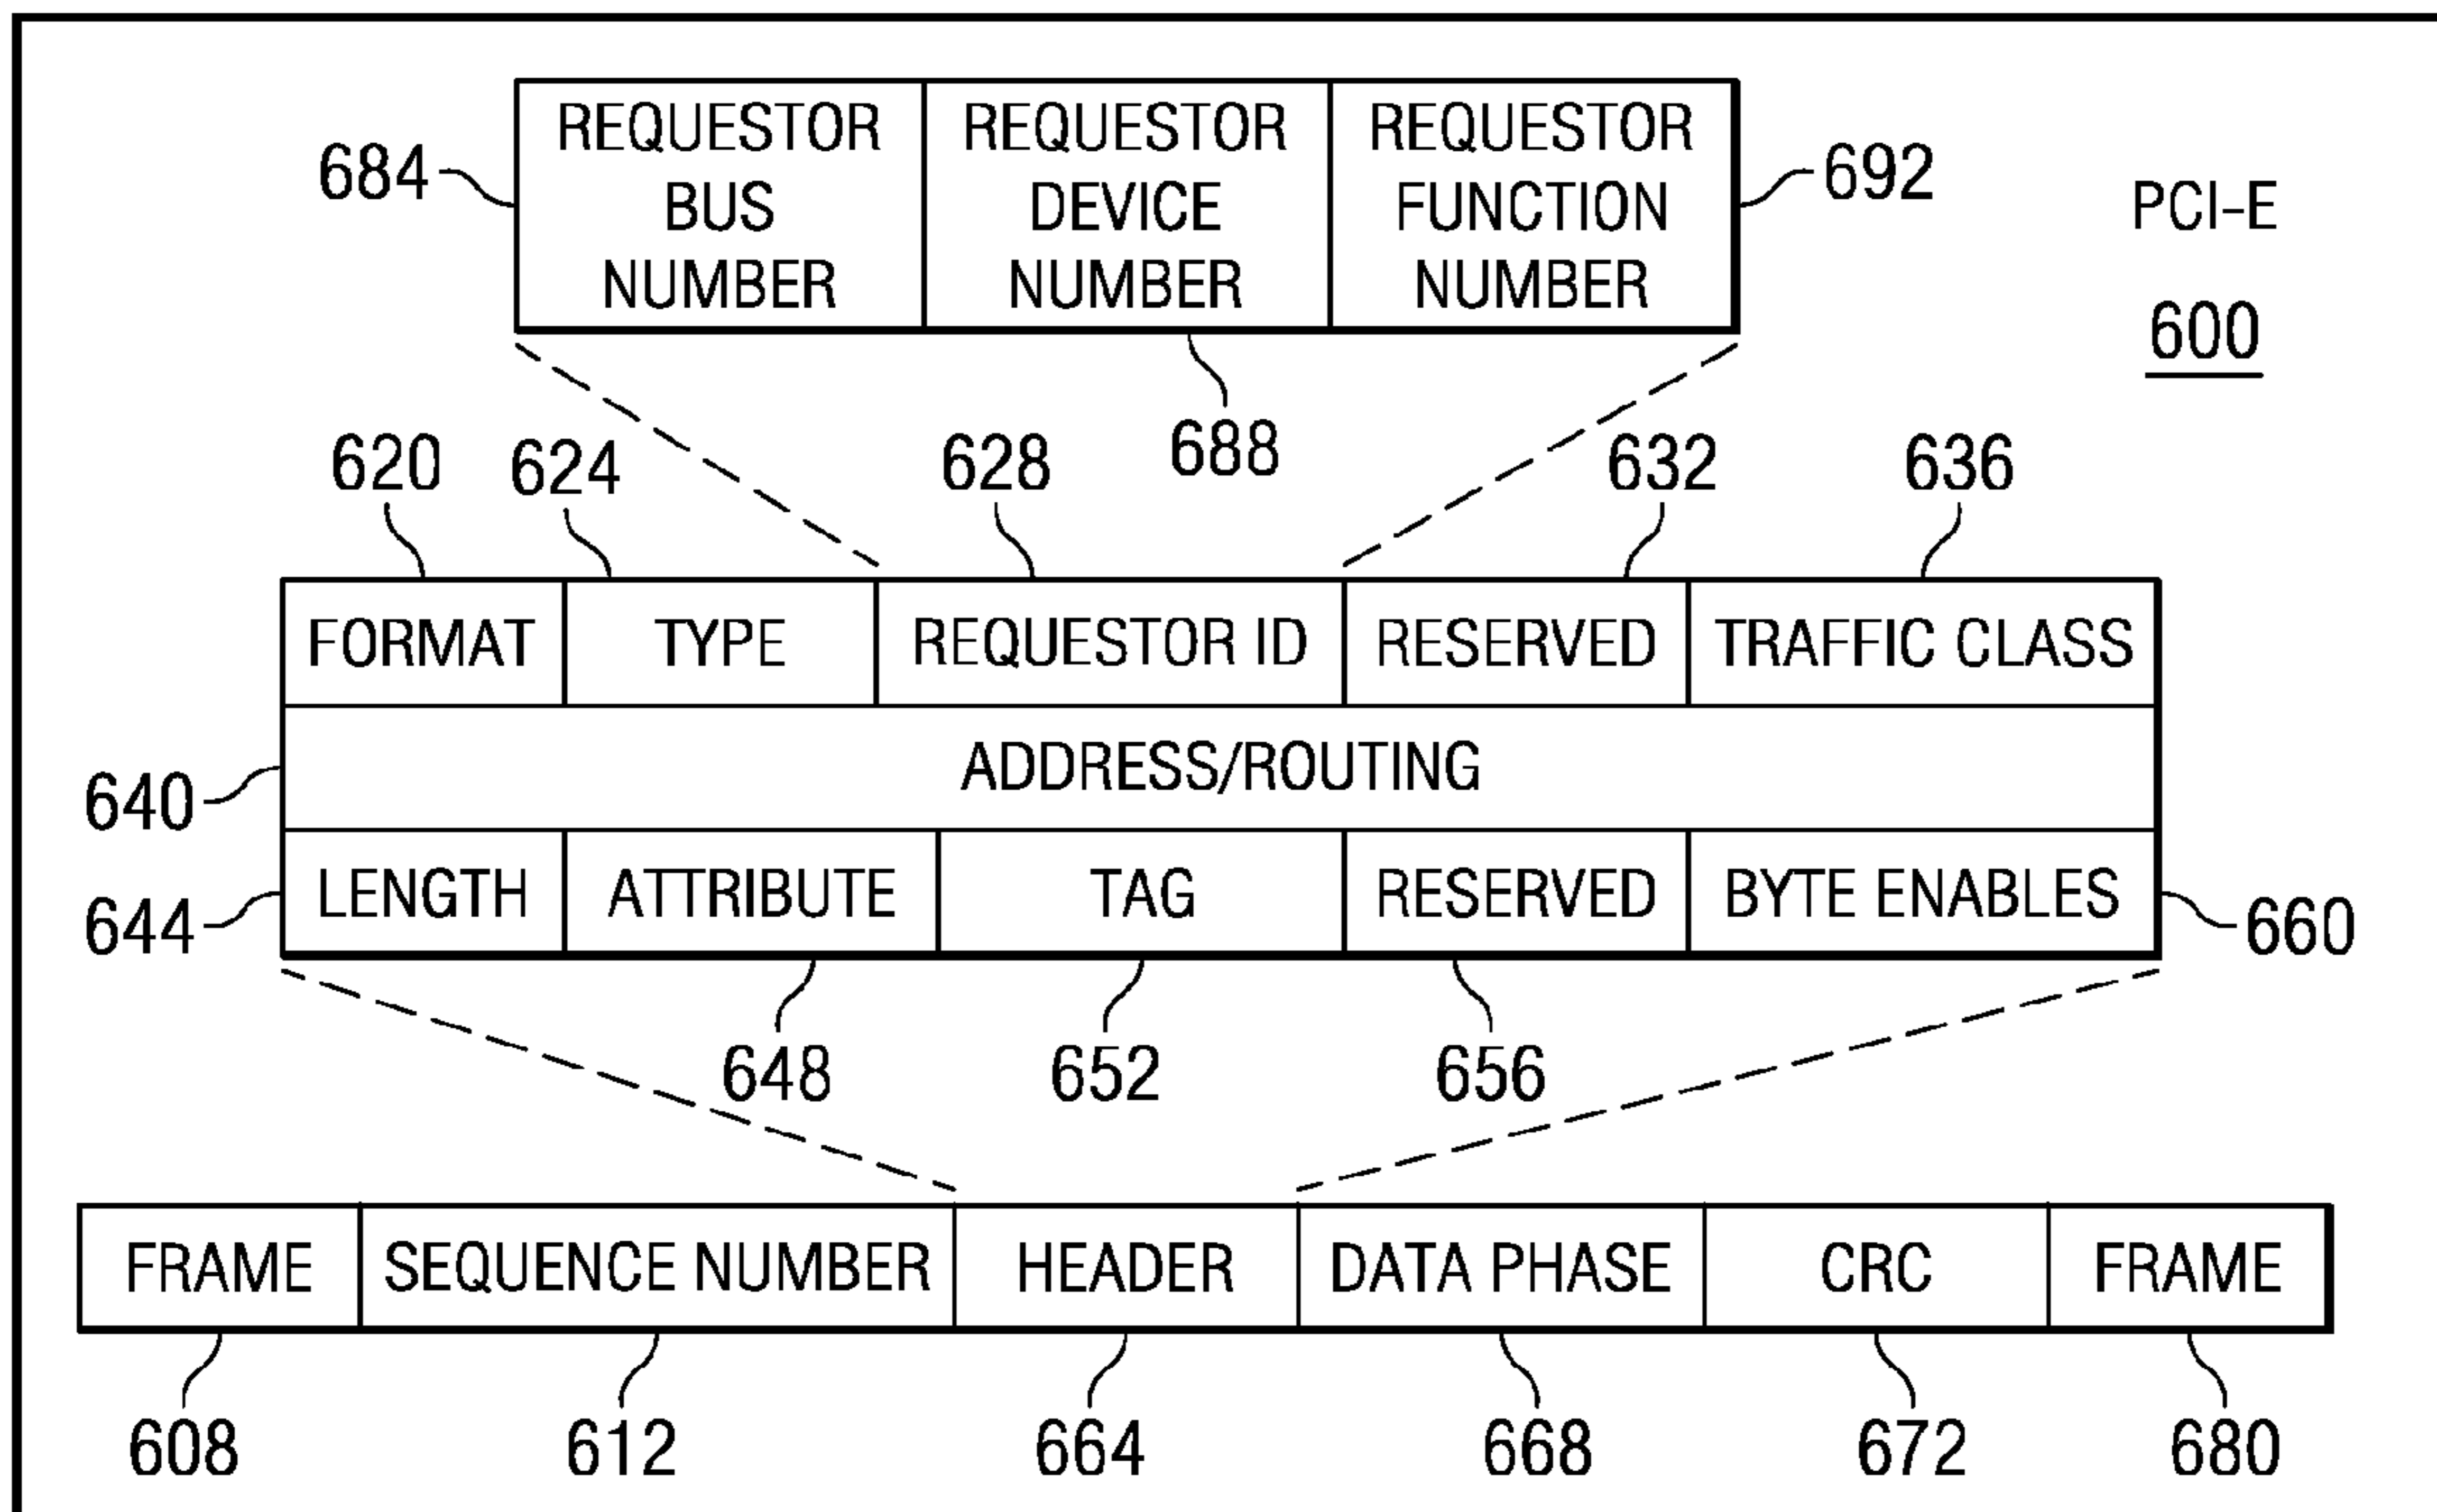 REQUESTOR BUS NUMBER
REQUESTOR DEVICE NUMBER
REQUESTOR FUNCTION NUMBER
684
692
PCI-E
600
688
620
624
628
632
636
FORMAT TYPE REQUESTOR ID RESERVED TRAFFIC CLASS
640
ADDRESS/ROUTING
644
LENGTH ATTRIBUTE TAG RESERVED BYTE ENABLES
660
648
652
656
FRAME SEQUENCE NUMBER HEADER DATA PHASE CRC FRAME
608
612
664
668
672
680